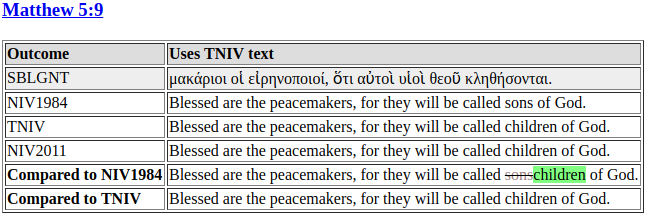 Matthew 5:9
Outcome Uses TNIV text
SBLGNT μακάριοι οἱ εἰρηνοποιοί, ὅτι αὐτοὶ υἱοὶ θεοῦ κληθήσονται.
NIV1984 Blessed are the peacemakers, for they will be called sons of God.
TNIV Blessed are the peacemakers, for they will be called children of God.
NIV2011 Blessed are the peacemakers, for they will be called children of God.
Compared to NIV1984 Blessed are the peacemakers, for they will be called sonschildren of God.
Compared to TNIV Blessed are the peacemakers, for they will be called children of God.